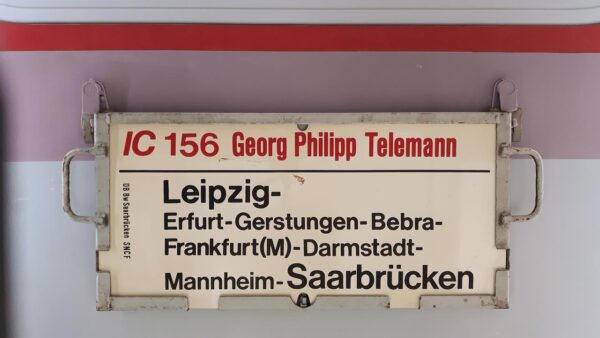 IC 156 Georg Philipp Telemann
Leipzig-
Erfurt-Gerstungen-Bebra-
Frankfurt(M)-Darmstadt-
Mannheim-Saarbrücken
DB Bw Saarbrücken SNCF